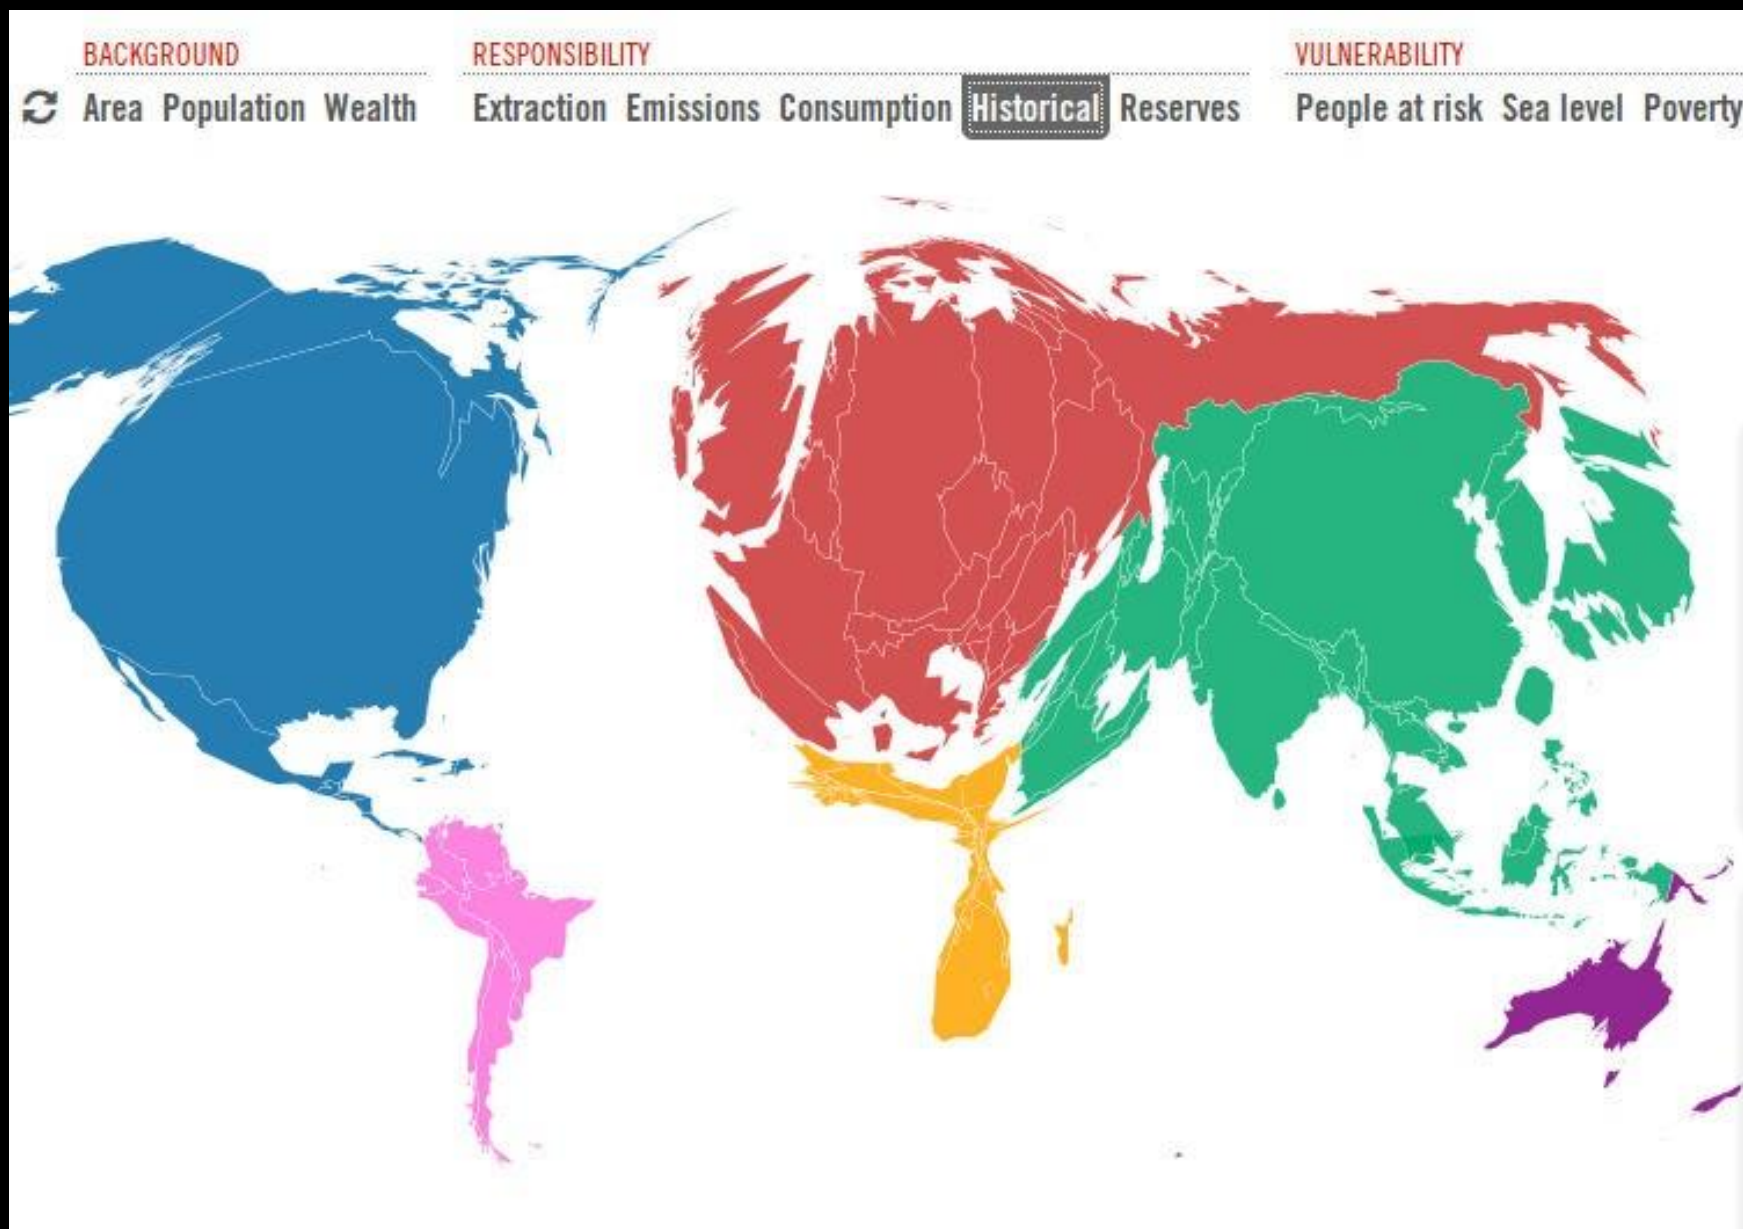 BACKGROUND RESPONSIBILITY VULNERABILITY
Area Population Wealth Extraction Emissions Consumption Historical Reserves People at risk Sea level Poverty